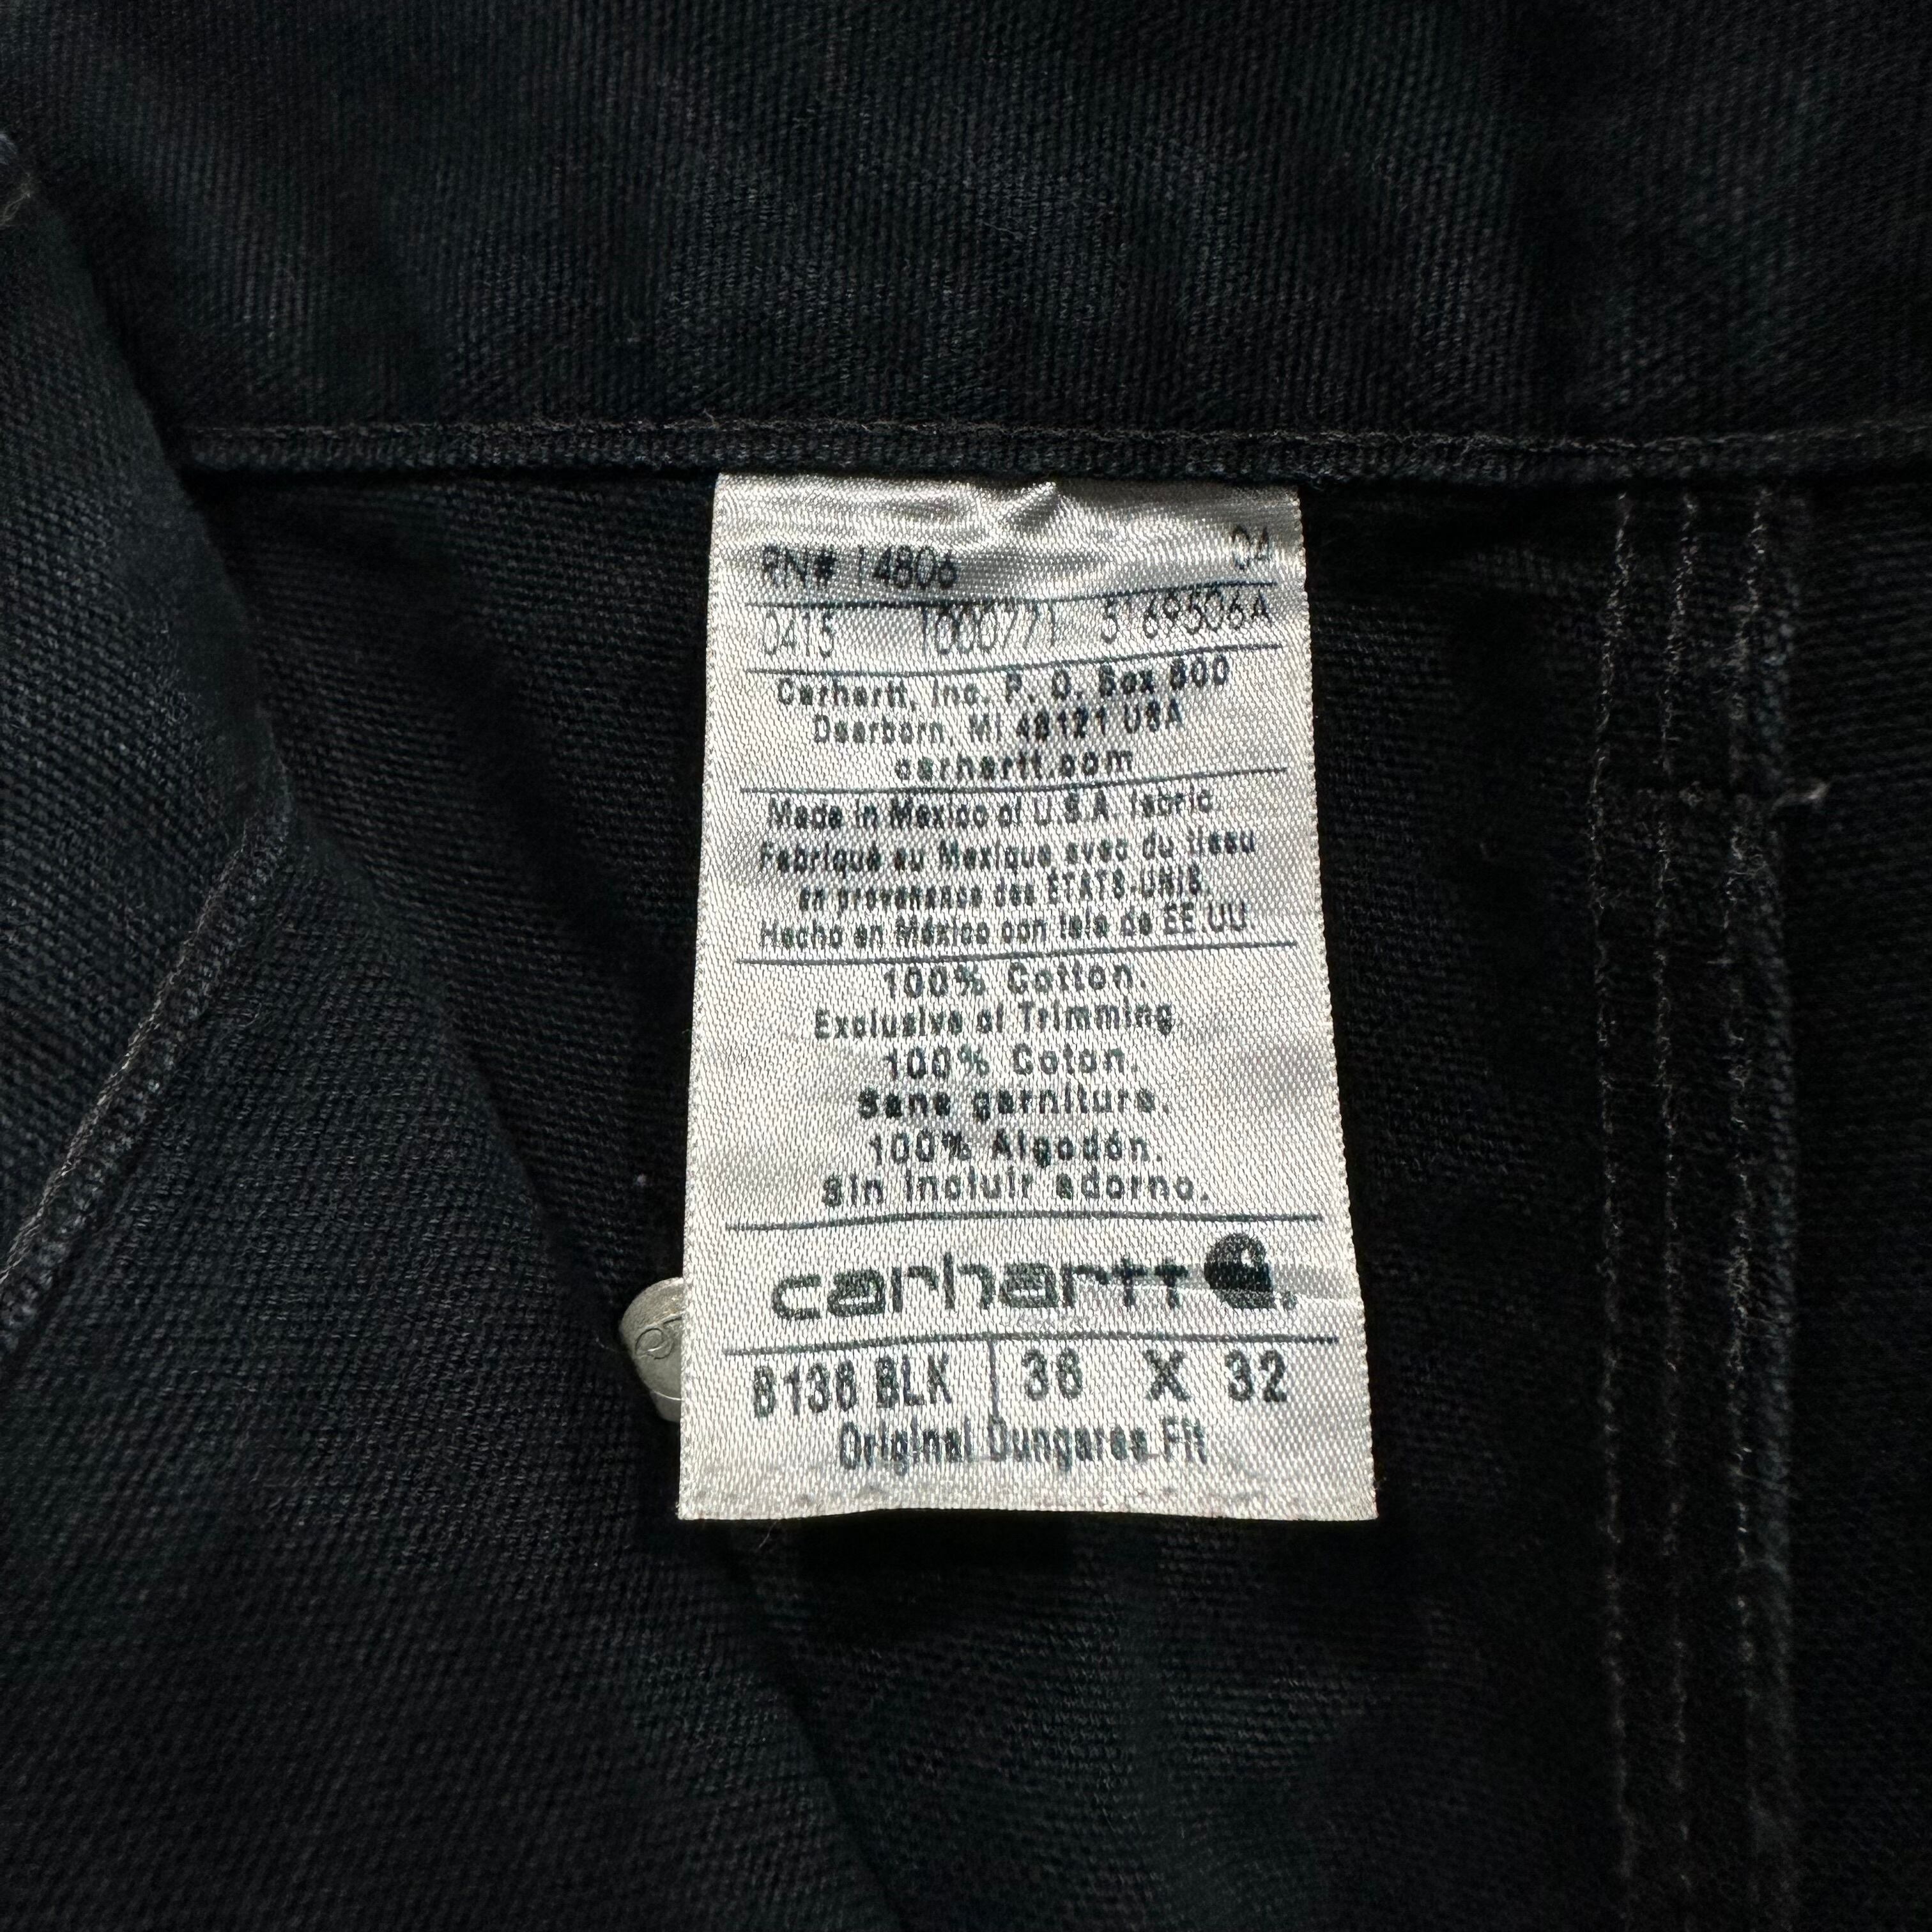 RN# 14806 04
0415 1000771 5169506A
Carhartt, Inc. P. O. Box 600
Dearborn, MI 48121 USA
carhartt.com
Made in Mexico of U.S.A. fabric.
Fabriqué au Mexique avec du tissu
en provenance des ÉTATS-UNIS.
Hecho en México con tela de EE UU.
100% Cotton.
Exclusive of Trimming.
100% Coton.
Sans garniture.
100% Algodón.
Sin incluir adorno.
carhartt
B136 BLK 36 X 32
Original Dungaree Fit